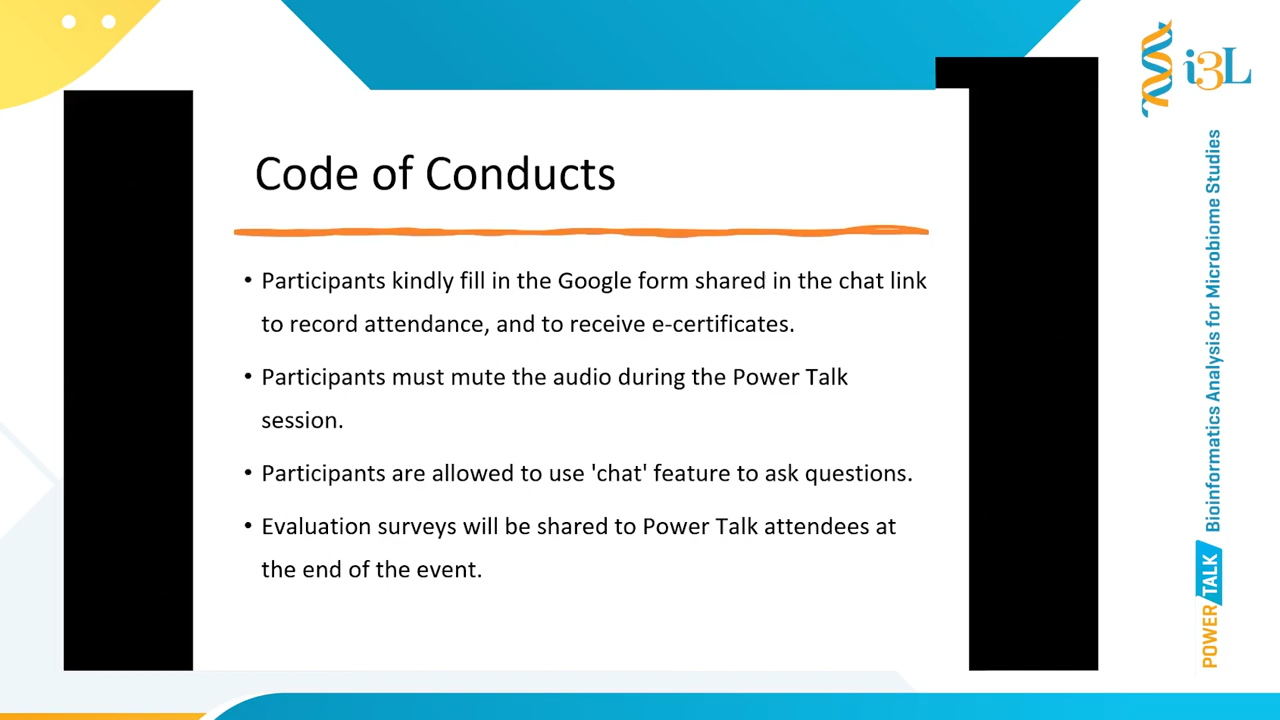 i3L
Code of Conducts
• Participants kindly fill in the Google form shared in the chat link
to record attendance, and to receive e-certificates.
• Participants must mute the audio during the Power Talk
session.
• Participants are allowed to use 'chat' feature to ask questions.
• Evaluation surveys will be shared to Power Talk attendees at
the end of the event.
POWER TALK Bioinformatics Analysis for Microbiome Studies